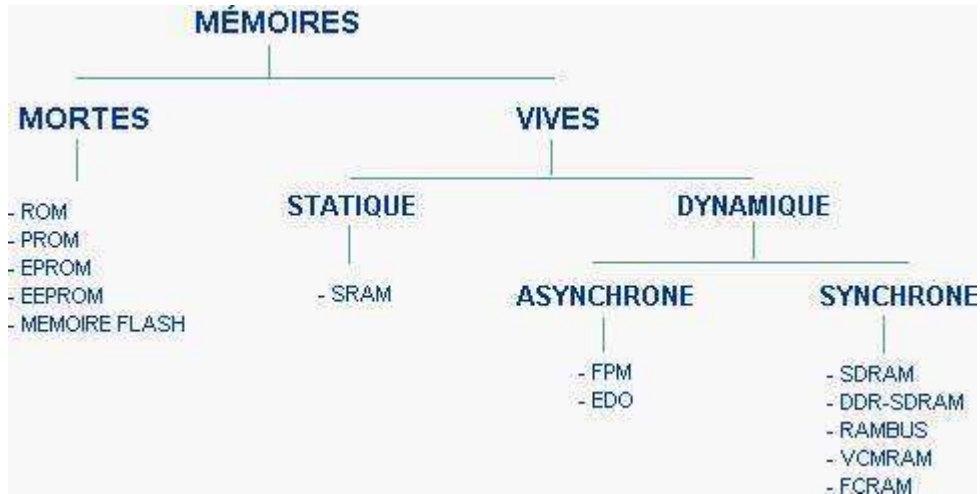 MÉMOIRES
MORTES
VIVES
- ROM
- PROM
- EPROM
- EEPROM
- MEMOIRE FLASH
STATIQUE
- SRAM
DYNAMIQUE
ASYNCHRONE
- FPM
- EDO
SYNCHRONE
- SDRAM
- DDR-SDRAM
- RAMBUS
- VCMRAM
- FCRAM